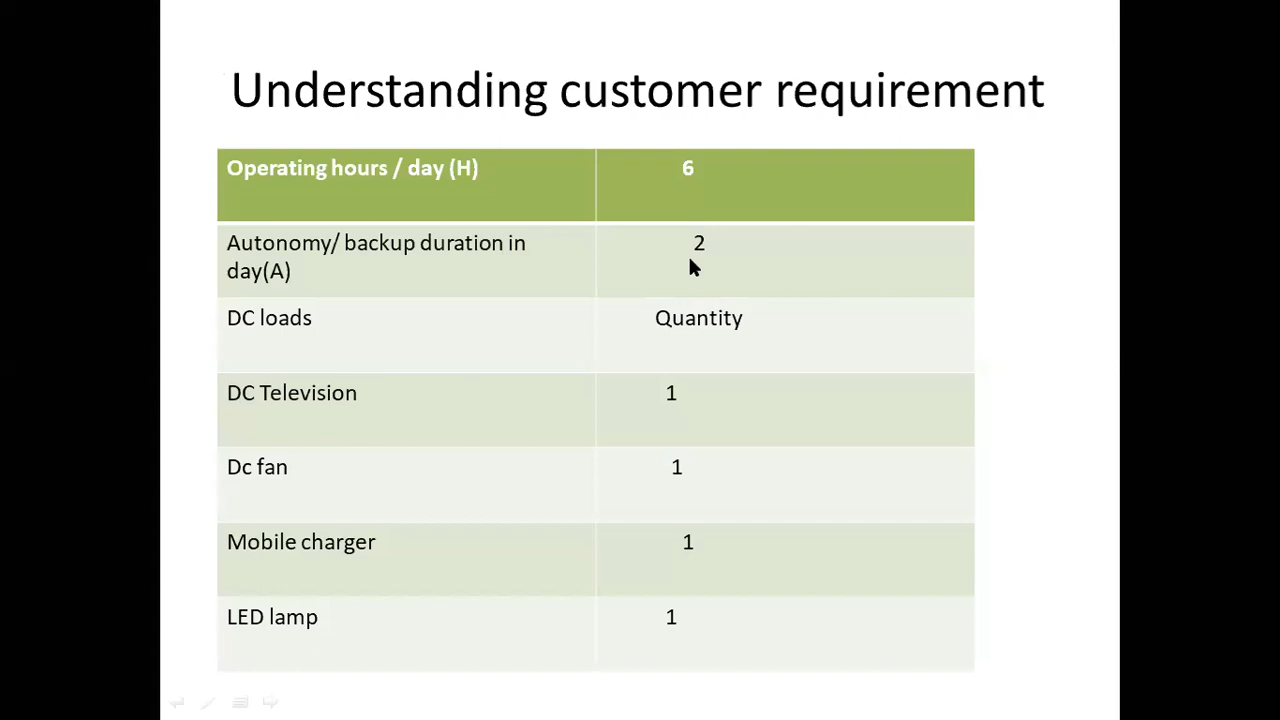 Understanding customer requirement
Operating hours / day (H) 6
Autonomy/ backup duration in 2
day(A)
DC loads Quantity
DC Television 1
Dc fan 1
Mobile charger 1
LED lamp 1